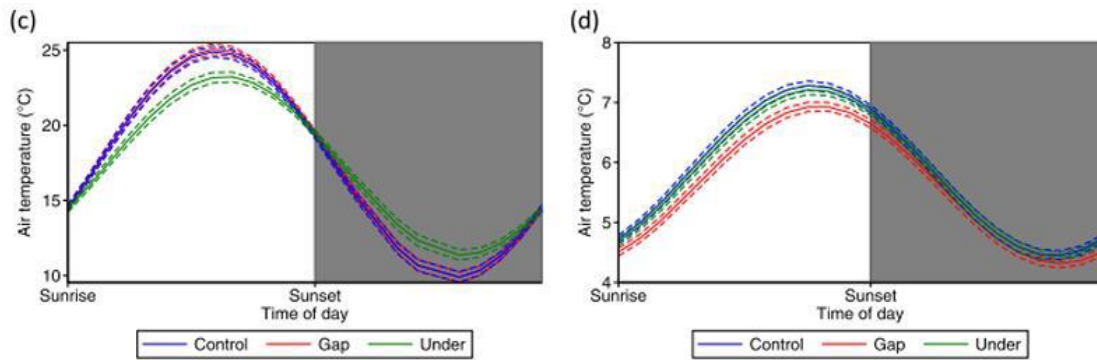 (c)
25
20
15
10
Air temperature (°C)
Sunrise
Sunset
Time of day
Control
Gap
Under
(d)
8
7
6
5
4
Air temperature (°C)
Sunrise
Sunset
Time of day
Control
Gap
Under